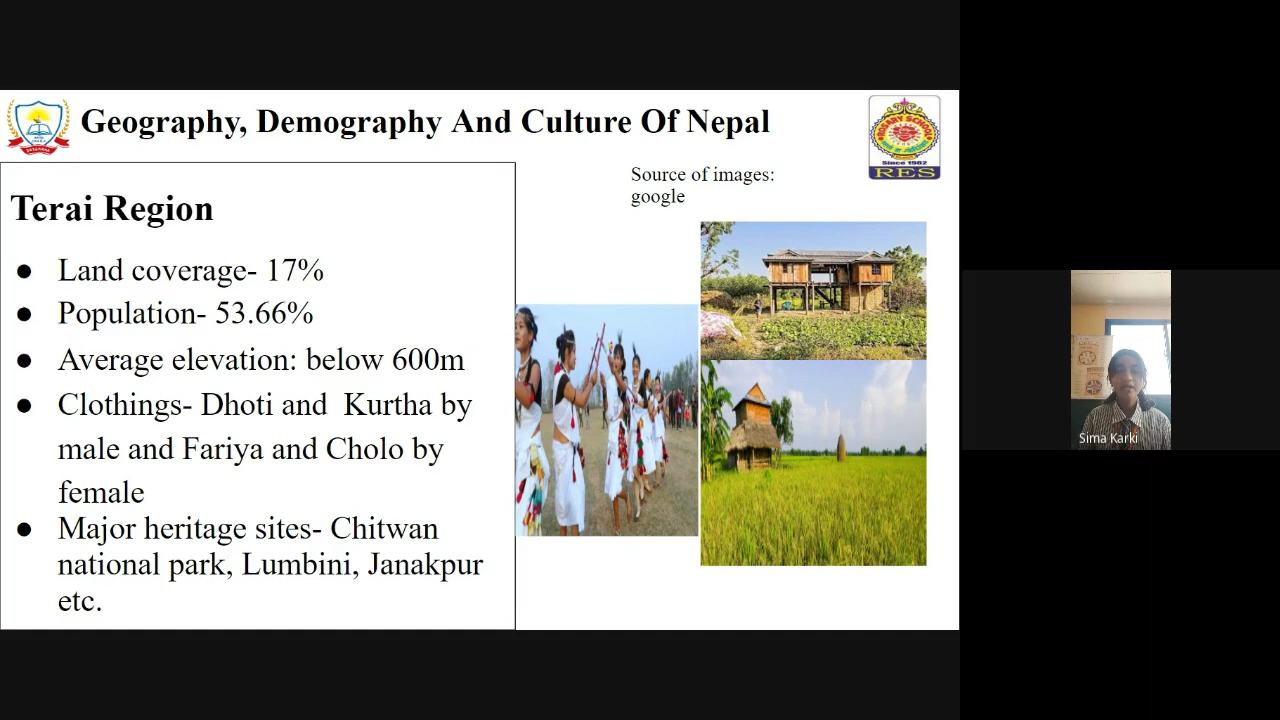 Geography, Demography And Culture Of Nepal
Since 1982
RES
Source of images:
google
Terai Region
● Land coverage- 17%
● Population- 53.66%
● Average elevation: below 600m
● Clothings- Dhoti and Kurtha by
male and Fariya and Cholo by
female
● Major heritage sites- Chitwan
national park, Lumbini, Janakpur
etc.
Sima Karki